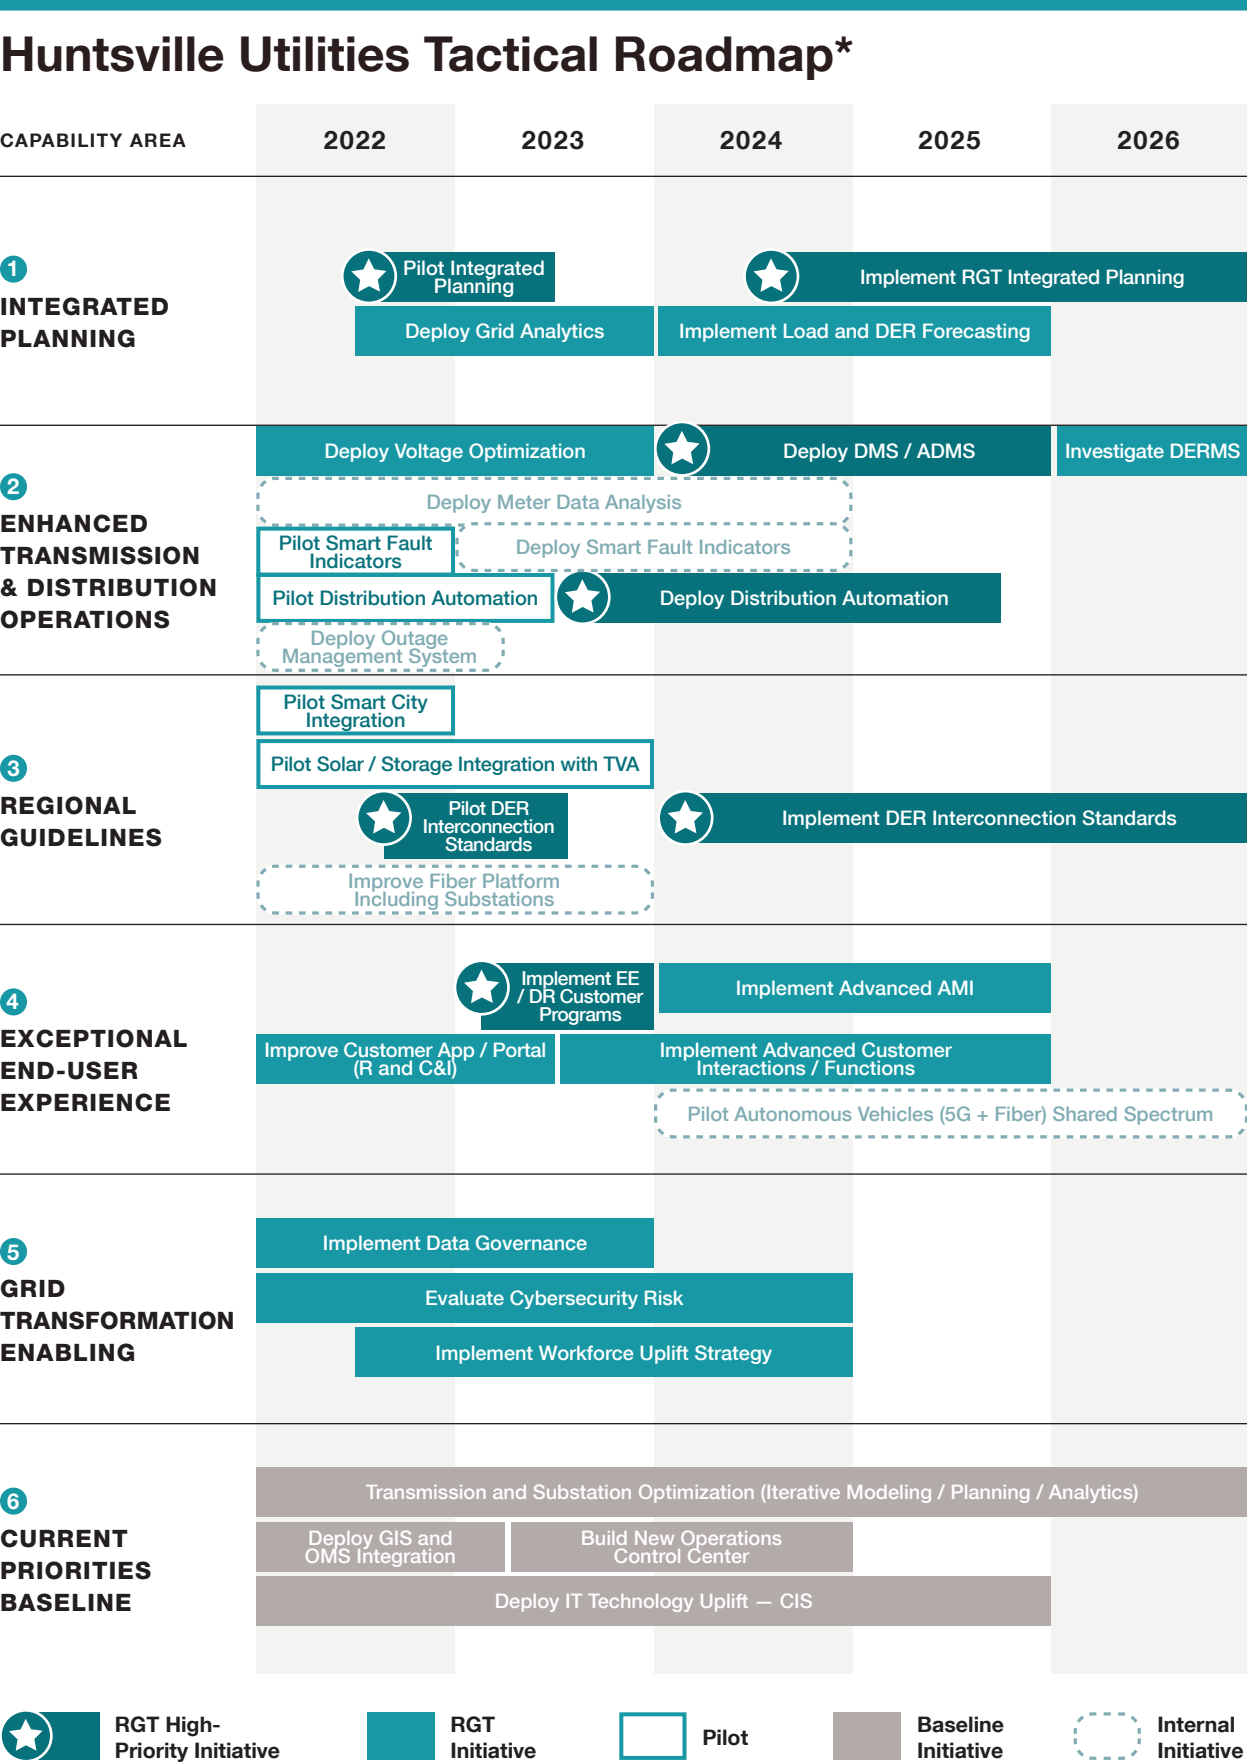 Huntsville Utilities Tactical Roadmap*
CAPABILITY AREA
2022
2023
2024
2025
2026
1
INTEGRATED
PLANNING
Pilot Integrated
Planning
Implement RGT Integrated Planning
Deploy Grid Analytics
Implement Load and DER Forecasting
2
ENHANCED
TRANSMISSION
& DISTRIBUTION
OPERATIONS
Deploy Voltage Optimization
Deploy DMS / ADMS
Investigate DERMS
Deploy Meter Data Analysis
Pilot Smart Fault
Indicators
Deploy Smart Fault Indicators
Pilot Distribution Automation
Deploy Distribution Automation
Deploy Outage
Management System
3
REGIONAL
GUIDELINES
Pilot Smart City
Integration
Pilot Solar / Storage Integration with TVA
Pilot DER
Interconnection
Standards
Implement DER Interconnection Standards
Improve Fiber Platform
Including Substations
4
EXCEPTIONAL
END-USER
EXPERIENCE
Implement EE
/ DR Customer
Programs
Implement Advanced AMI
Improve Customer App / Portal
(R and C&I)
Implement Advanced Customer
Interactions / Functions
Pilot Autonomous Vehicles (5G + Fiber) Shared Spectrum
5
GRID
TRANSFORMATION
ENABLING
Implement Data Governance
Evaluate Cybersecurity Risk
Implement Workforce Uplift Strategy
6
CURRENT
PRIORITIES
BASELINE
Transmission and Substation Optimization (Iterative Modeling / Planning / Analytics)
Deploy GIS and
OMS Integration
Build New Operations
Control Center
Deploy IT Technology Uplift — CIS
RGT High-
Priority Initiative
RGT
Initiative
Pilot
Baseline
Initiative
Internal
Initiative